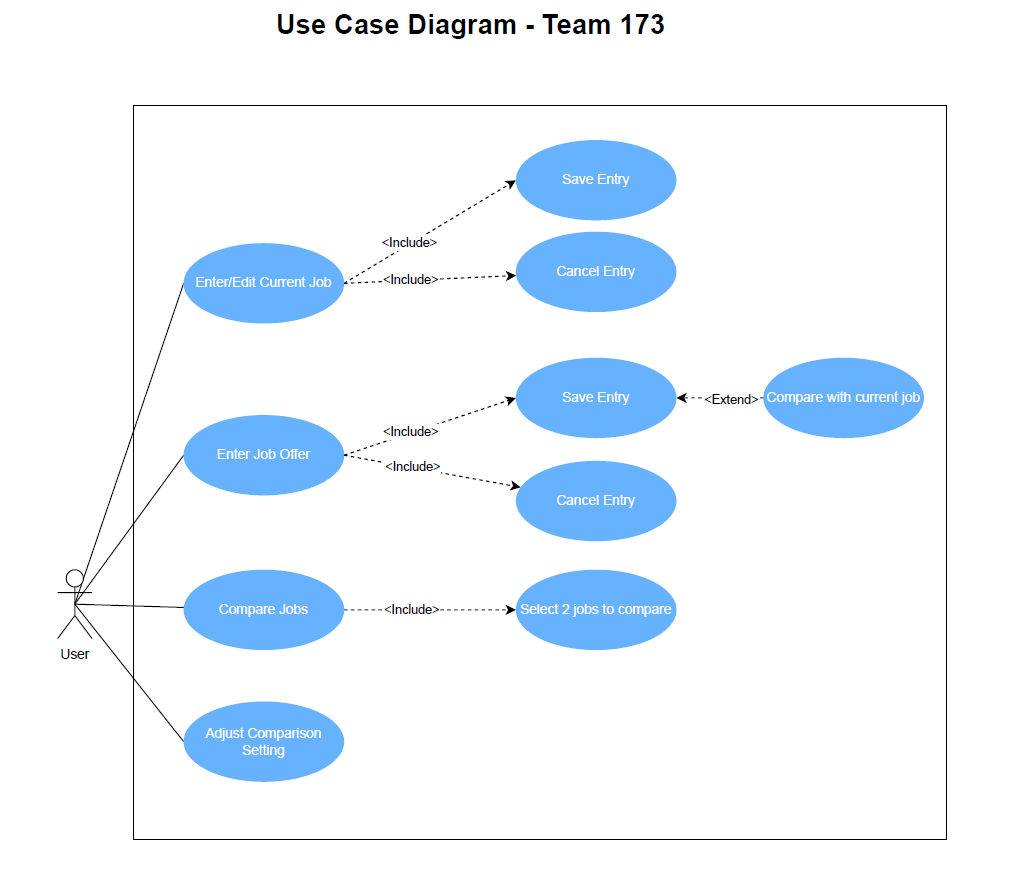 Use Case Diagram - Team 173
Save Entry
<Include>
Cancel Entry
<Include>
Enter/Edit Current Job
Save Entry
<Extend>
Compare with current job
<Include>
Enter Job Offer
<Include>
Cancel Entry
Compare Jobs
<Include>
Select 2 jobs to compare
User
Adjust Comparison
Setting